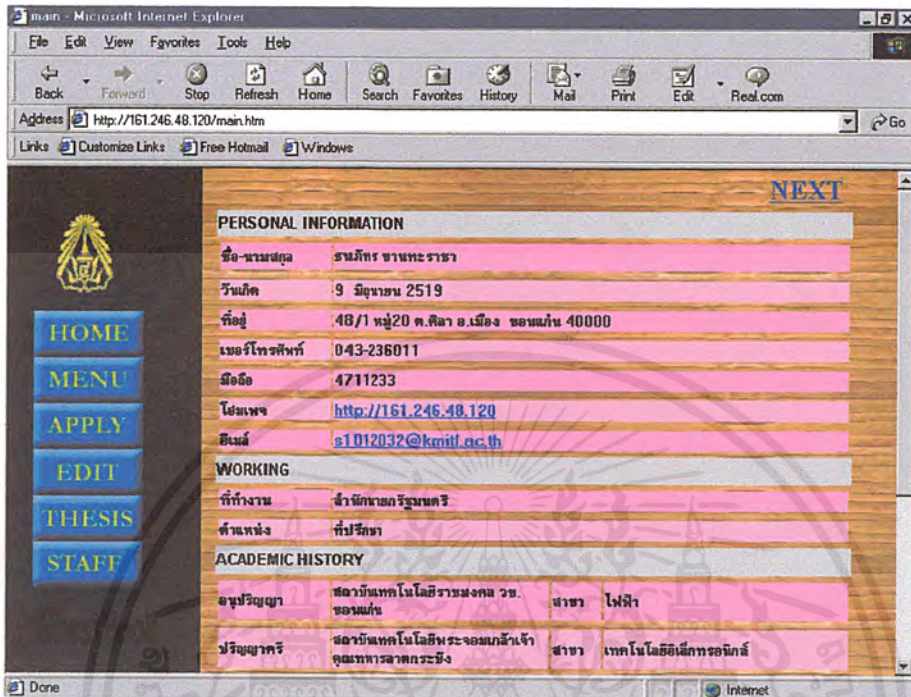 main - Microsoft Internet Explorer
File Edit View Favorites Tools Help
Back Forward Stop Refresh Home Search Favorites History Mail Print Edit Real.com
Address http://161.246.48.120/main.htm Go
Links Customize Links Free Hotmail Windows
NEXT
PERSONAL INFORMATION
ชื่อ-นามสกุล ธนภัทร ขานทะราชา
วันเกิด 9 มิถุนายน 2519
ที่อยู่ 48/1 หมู่20 ต.ศิลา อ.เมือง ขอนแก่น 40000
เบอร์โทรศัพท์ 043-236011
มือถือ 4711233
โฮมเพจ http://161.246.48.120
อีเมล์ s1012032@kmitl.ac.th
WORKING
ที่ทำงาน สำนักนายกรัฐมนตรี
ตำแหน่ง ที่ปรึกษา
ACADEMIC HISTORY
อนุปริญญา สถาบันเทคโนโลยีราชมงคล วข. ขอนแก่น สาขา ไฟฟ้า
ปริญญาตรี สถาบันเทคโนโลยีพระจอมเกล้าเจ้าคุณทหารลาดกระบัง สาขา เทคโนโลยีอิเล็กทรอนิกส์
HOME
MENU
APPLY
EDIT
THESIS
STAFF
Done Internet